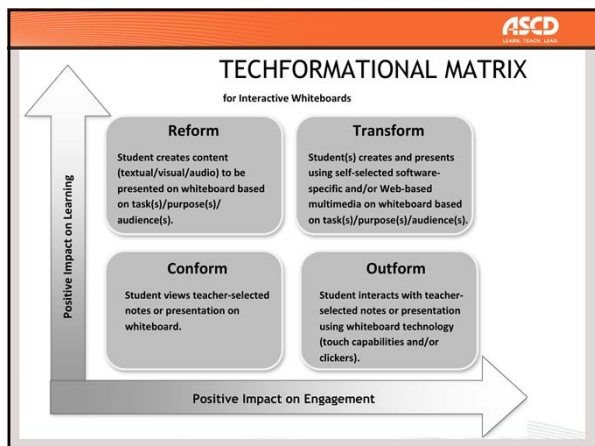 ASCD
LEARN. TEACH. LEAD.
TECHFORMATIONAL MATRIX
for Interactive Whiteboards
Positive Impact on Learning
Reform
Student creates content
(textual/visual/audio) to be
presented on whiteboard based
on task(s)/purpose(s)/
audience(s).
Transform
Student(s) creates and presents
using self-selected software-
specific and/or Web-based
multimedia on whiteboard based
on task(s)/purpose(s)/audience(s).
Conform
Student views teacher-selected
notes or presentation on
whiteboard.
Outform
Student interacts with teacher-
selected notes or presentation
using whiteboard technology
(touch capabilities and/or
clickers).
Positive Impact on Engagement